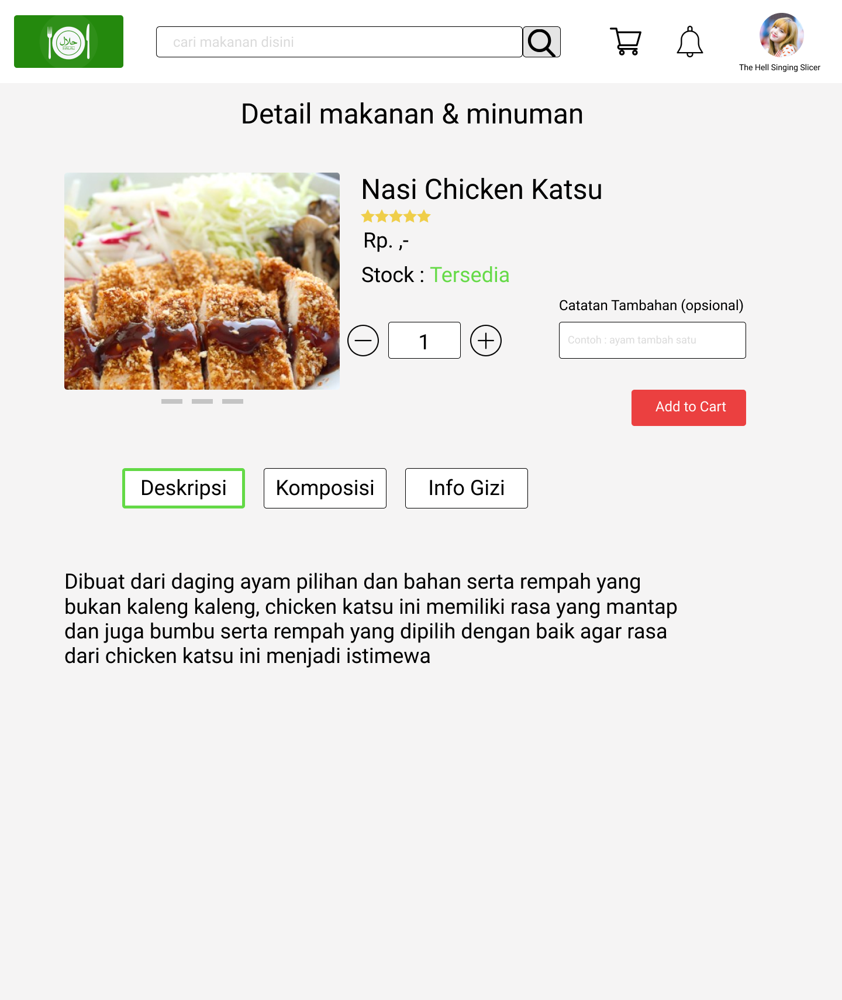 حلال
HALAL
cari makanan disini
The Hell Singing Slicer
Detail makanan & minuman
Nasi Chicken Katsu
Rp. ,-
Stock : Tersedia
Catatan Tambahan (opsional)
1
Contoh : ayam tambah satu
Add to Cart
Deskripsi
Komposisi
Info Gizi
Dibuat dari daging ayam pilihan dan bahan serta rempah yang
bukan kaleng kaleng, chicken katsu ini memiliki rasa yang mantap
dan juga bumbu serta rempah yang dipilih dengan baik agar rasa
dari chicken katsu ini menjadi istimewa